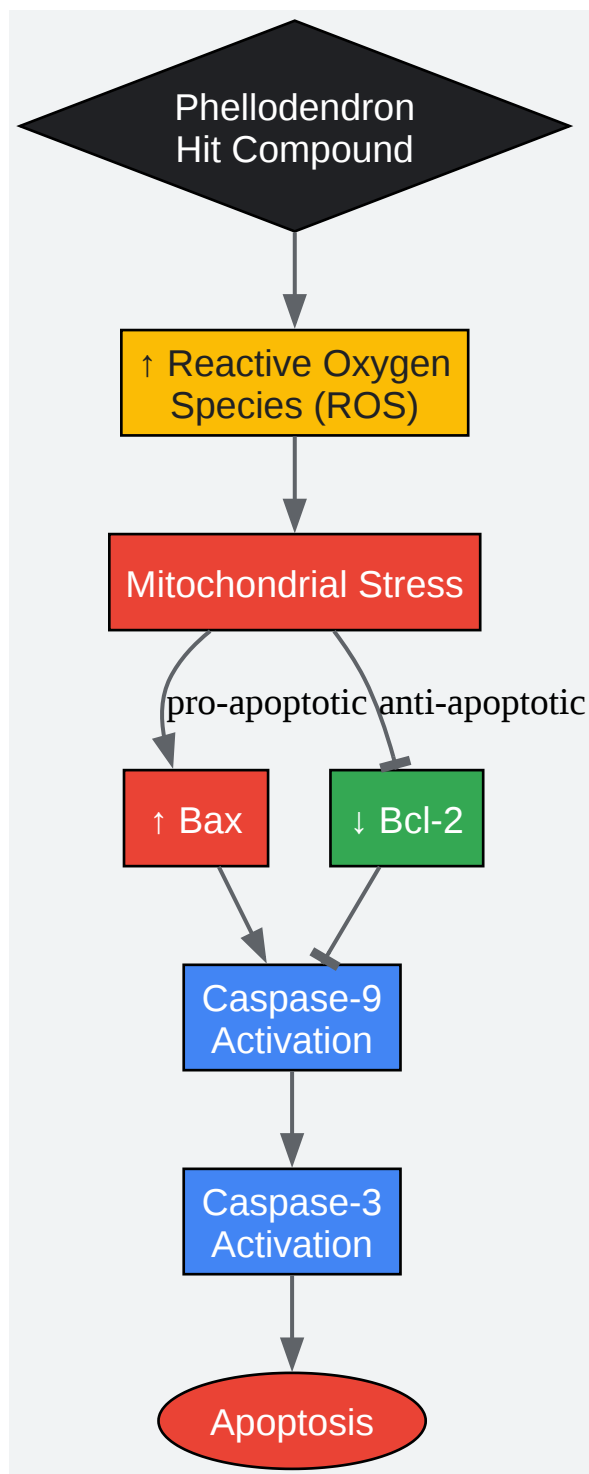 Phellodendron
Hit Compound
↑ Reactive Oxygen
Species (ROS)
Mitochondrial Stress
pro-apoptotic
anti-apoptotic
↑ Bax
↓ Bcl-2
Caspase-9
Activation
Caspase-3
Activation
Apoptosis